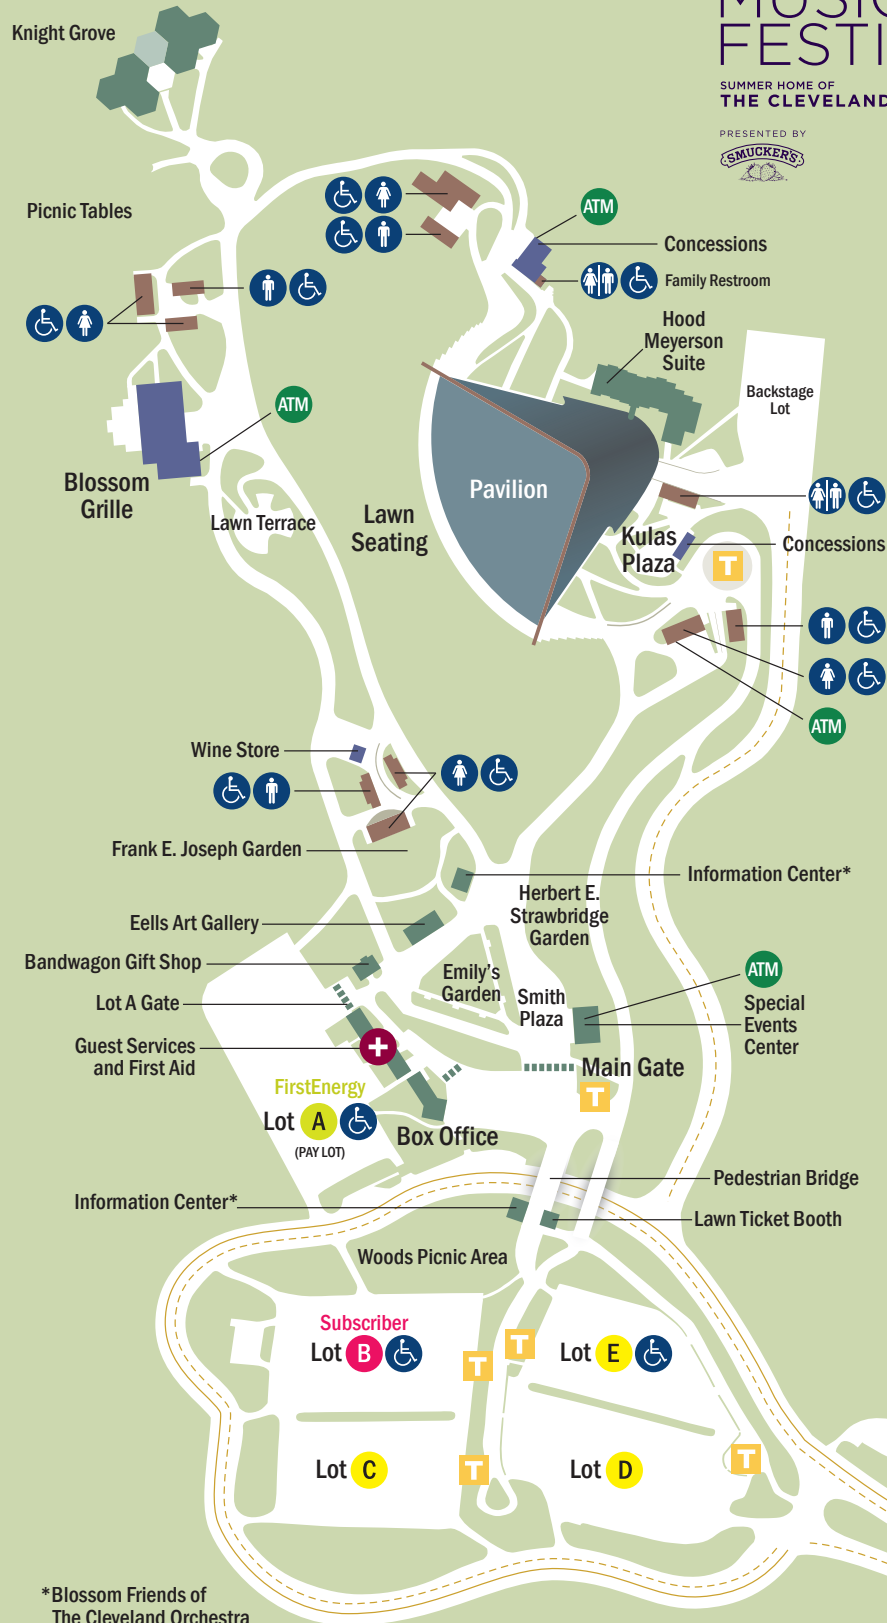 MUSIC
FESTI
SUMMER HOME OF
THE CLEVELAND
PRESENTED BY
SMUCKER'S
Knight Grove
Picnic Tables
ATM
Concessions
Family Restroom
Hood
Meyerson
Suite
Backstage
Lot
ATM
Blossom
Grille
Lawn Terrace
Lawn
Seating
Pavilion
Kulas
Plaza
Concessions
T
ATM
Wine Store
Frank E. Joseph Garden
Information Center*
Herbert E.
Strawbridge
Garden
Eells Art Gallery
Bandwagon Gift Shop
Emily's
Garden
Smith
Plaza
ATM
Special
Events
Center
Lot A Gate
Guest Services
and First Aid
Main Gate
T
FirstEnergy
Lot A
(PAY LOT)
Box Office
Pedestrian Bridge
Information Center*
Lawn Ticket Booth
Woods Picnic Area
Subscriber
Lot B
T
T
Lot E
Lot C
T
Lot D
T
*Blossom Friends of
The Cleveland Orchestra